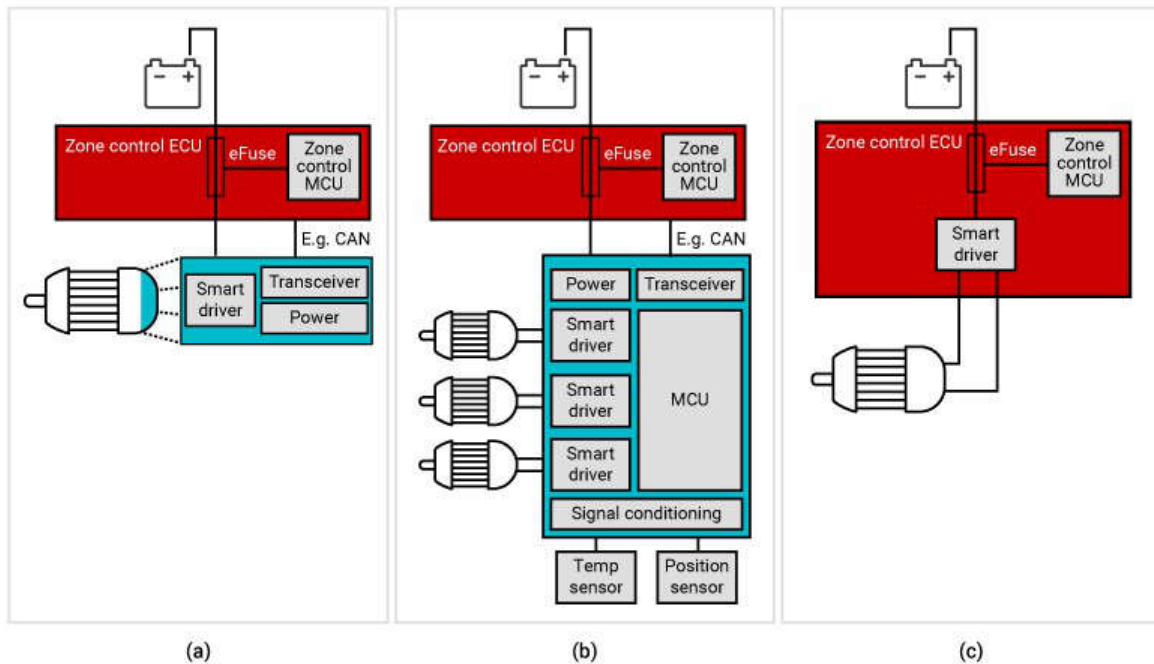 Zone control ECU
eFuse
Zone
control
MCU
E.g. CAN
Smart
driver
Transceiver
Power
(a)
Zone control ECU
eFuse
Zone
control
MCU
E.g. CAN
Power
Transceiver
Smart
driver
Smart
driver
Smart
driver
MCU
Signal conditioning
Temp
sensor
Position
sensor
(b)
Zone control ECU
eFuse
Zone
control
MCU
Smart
driver
(c)